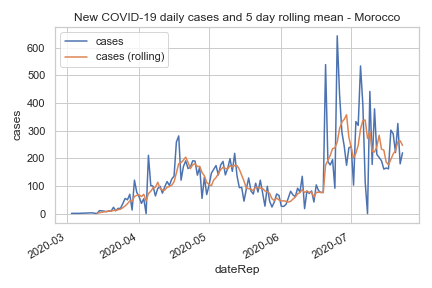 New COVID-19 daily cases and 5 day rolling mean - Morocco
cases
cases (rolling)
600
500
400
300
200
100
0
cases
2020-03
2020-04
2020-05
2020-06
2020-07
dateRep